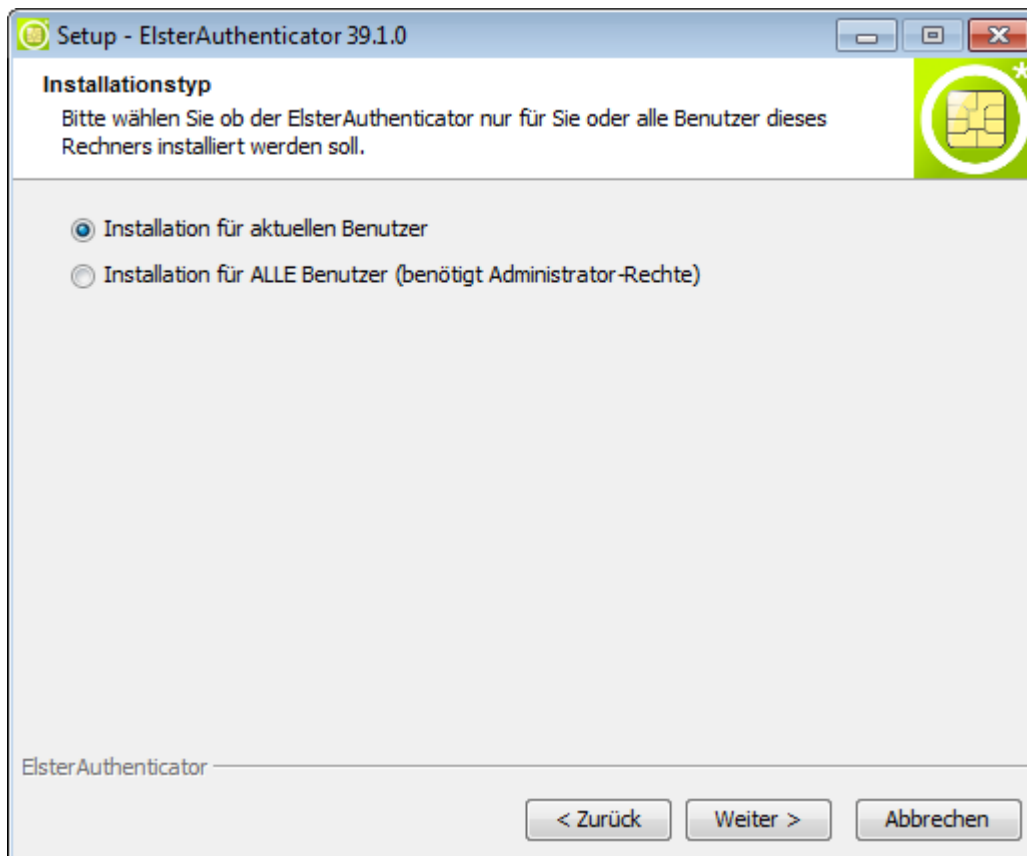 Setup - ElsterAuthenticator 39.1.0
Installationstyp
Bitte wählen Sie ob der ElsterAuthenticator nur für Sie oder alle Benutzer dieses
Rechners installiert werden soll.
Installation für aktuellen Benutzer
Installation für ALLE Benutzer (benötigt Administrator-Rechte)
ElsterAuthenticator
< Zurück
Weiter >
Abbrechen